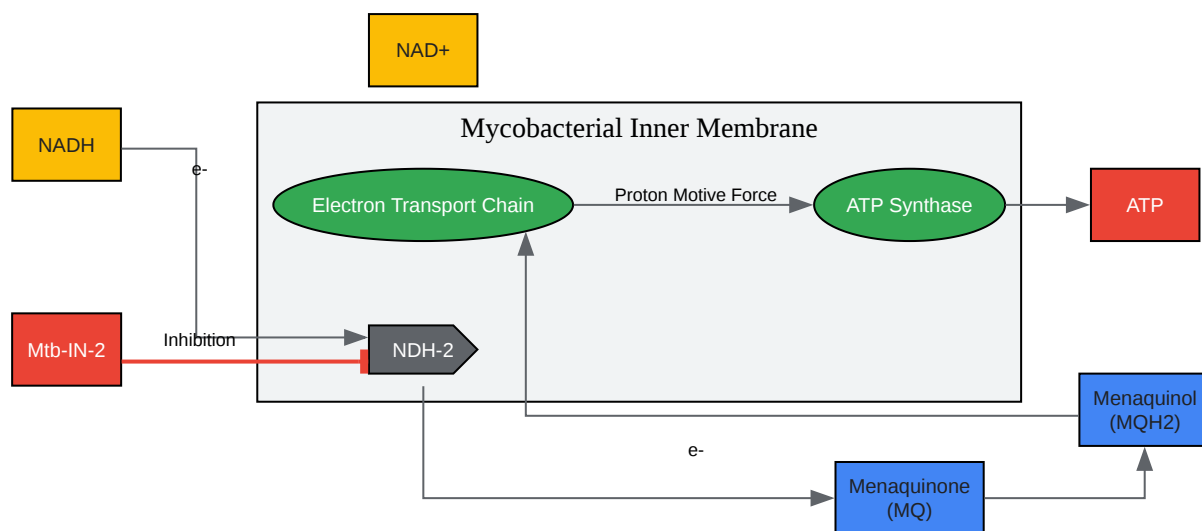 NAD+
Mycobacterial Inner Membrane
NADH
e-
Electron Transport Chain
Proton Motive Force
ATP Synthase
ATP
Mtb-IN-2
Inhibition
NDH-2
Menaquinol
(MQH2)
e-
Menaquinone
(MQ)